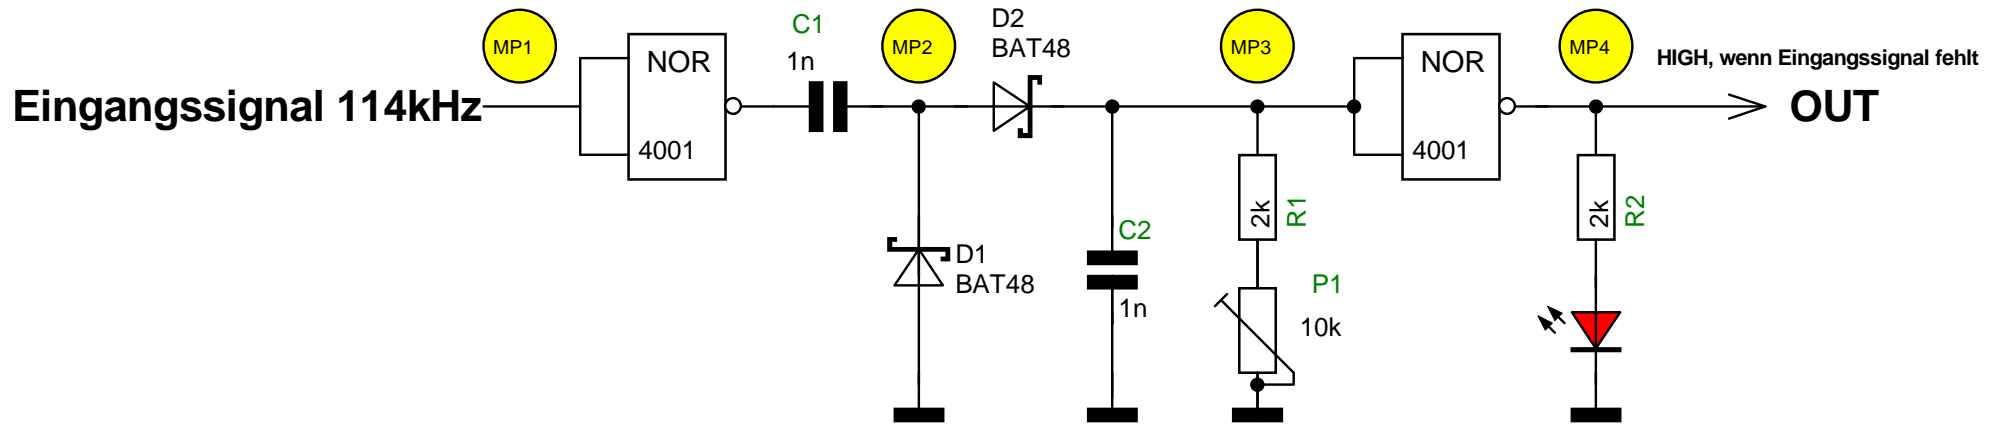 MP1
NOR
4001
C1
1n
MP2
D2
BAT48
MP3
NOR
4001
MP4
HIGH, wenn Eingangssignal fehlt
Eingangssignal 114kHz
OUT
D1
BAT48
C2
1n
2k
R1
P1
10k
2k
R2